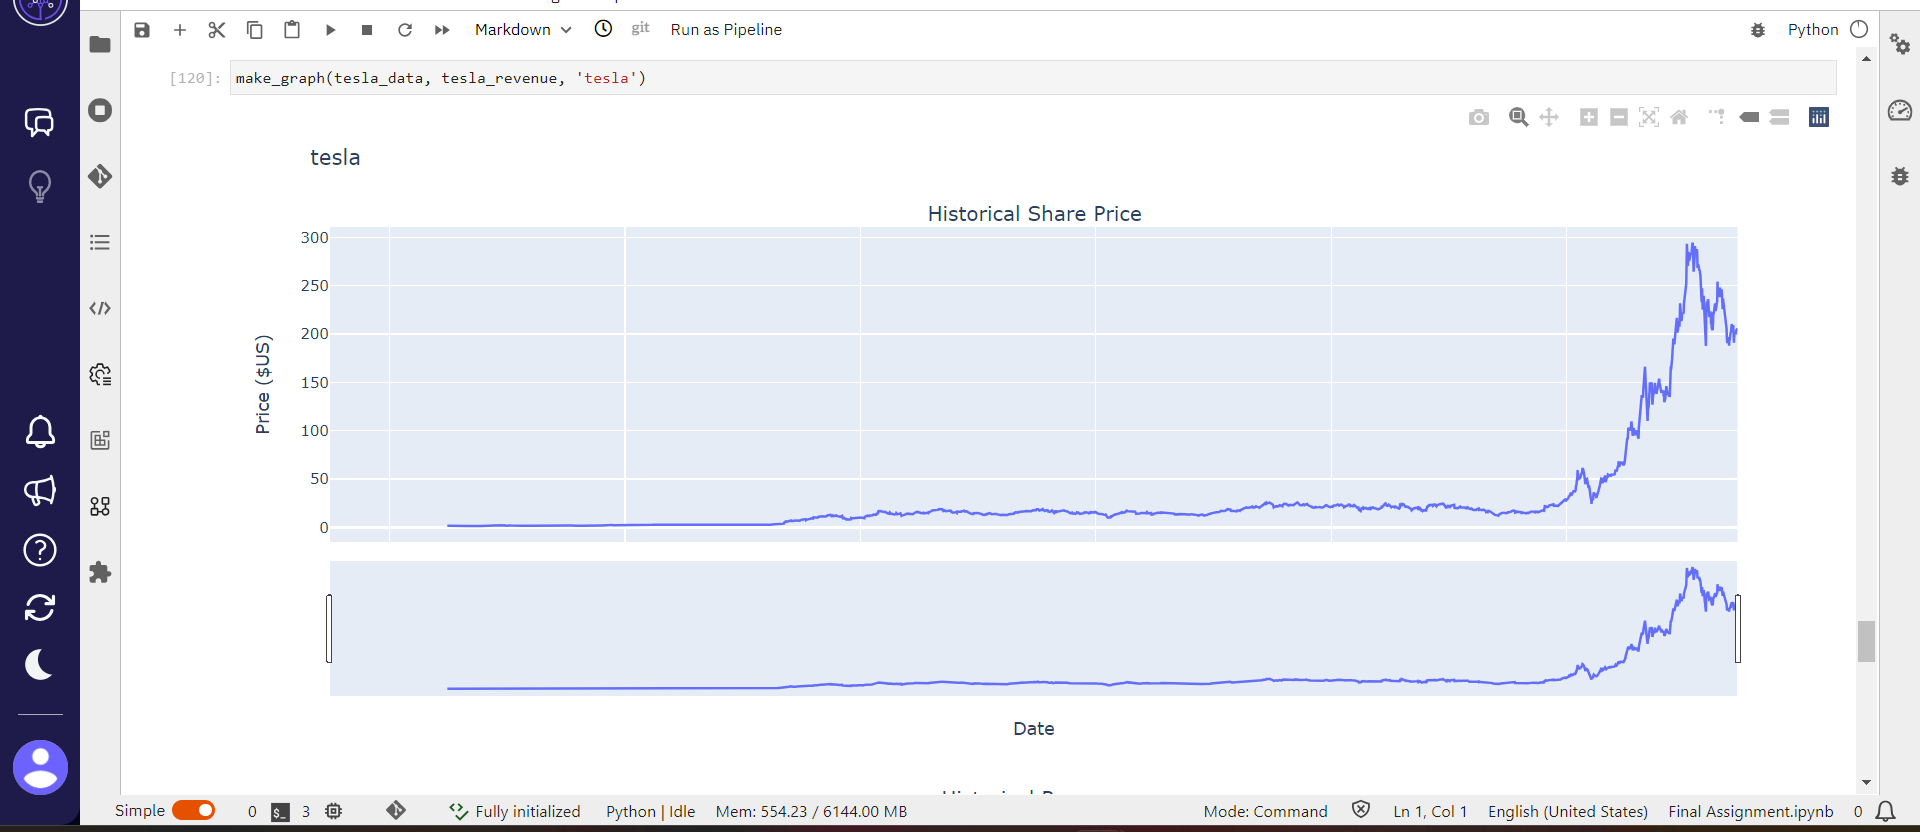 Markdown
git
Run as Pipeline
Python
[120]:
make_graph(tesla_data, tesla_revenue, 'tesla')
tesla
Historical Share Price
300
250
200
150
100
50
0
Price ($US)
Date
Simple
0
$_
3
Fully initialized
Python | Idle
Mem: 554.23 / 6144.00 MB
Mode: Command
Ln 1, Col 1
English (United States)
Final Assignment.ipynb
0